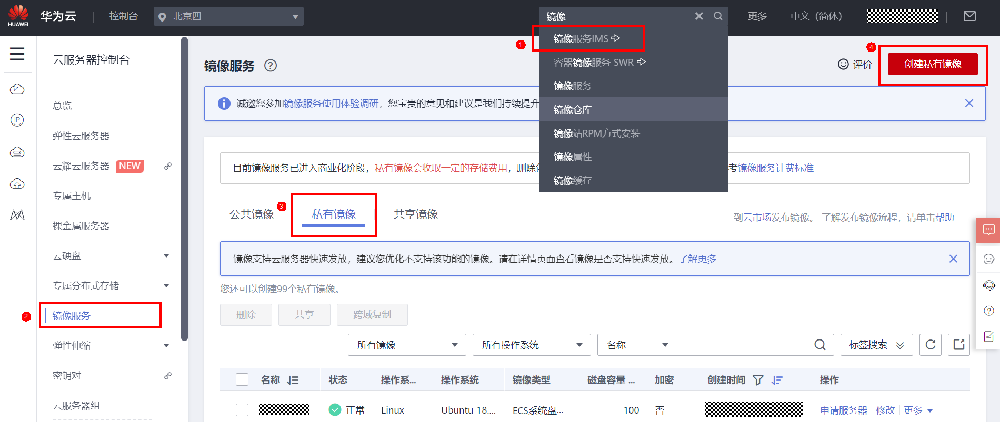 HUAWEI
华为云
控制台
北京四
镜像
更多
中文（简体）
镜像服务IMS
容器镜像服务 SWR
镜像服务
镜像仓库
镜像站RPM方式安装
镜像属性
镜像缓存
1
云服务器控制台
总览
弹性云服务器
云耀云服务器 NEW
专属主机
裸金属服务器
云硬盘
专属分布式存储
2
镜像服务
弹性伸缩
密钥对
云服务器组
镜像服务
评价
4
创建私有镜像
诚邀您参加镜像服务使用体验调研，您宝贵的意见和建议是我们持续提升
目前镜像服务已进入商业化阶段，私有镜像会收取一定的存储费用，删除
考镜像服务计费标准
公共镜像
3
私有镜像
共享镜像
到云市场发布镜像。 了解发布镜像流程，请单击帮助
镜像支持云服务器快速发放，建议您优化不支持该功能的镜像。请在详情页面查看镜像是否支持快速发放。了解更多
您还可以创建99个私有镜像。
删除
共享
跨域复制
所有镜像
所有操作系统
名称
标签搜索
名称 状态 操作系... 操作系统 镜像类型 磁盘容量 ... 加密 创建时间 操作
正常 Linux Ubuntu 18.... ECS系统盘... 100 否 申请服务器 修改 更多